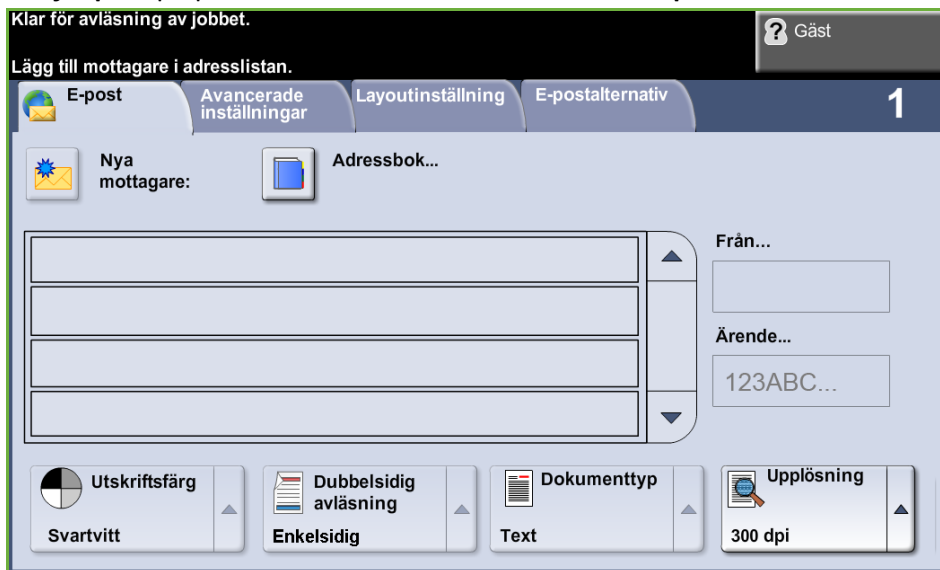 Klar för avläsning av jobbet.
? Gäst
Lägg till mottagare i adresslistan.
E-post
Avancerade
inställningar
Layoutinställning
E-postalternativ
1
Nya
mottagare:
Adressbok...
Från...
Ärende...
123ABC...
Utskriftsfärg
Svartvitt
Dubbelsidig
avläsning
Enkelsidig
Dokumenttyp
Text
Upplösning
300 dpi